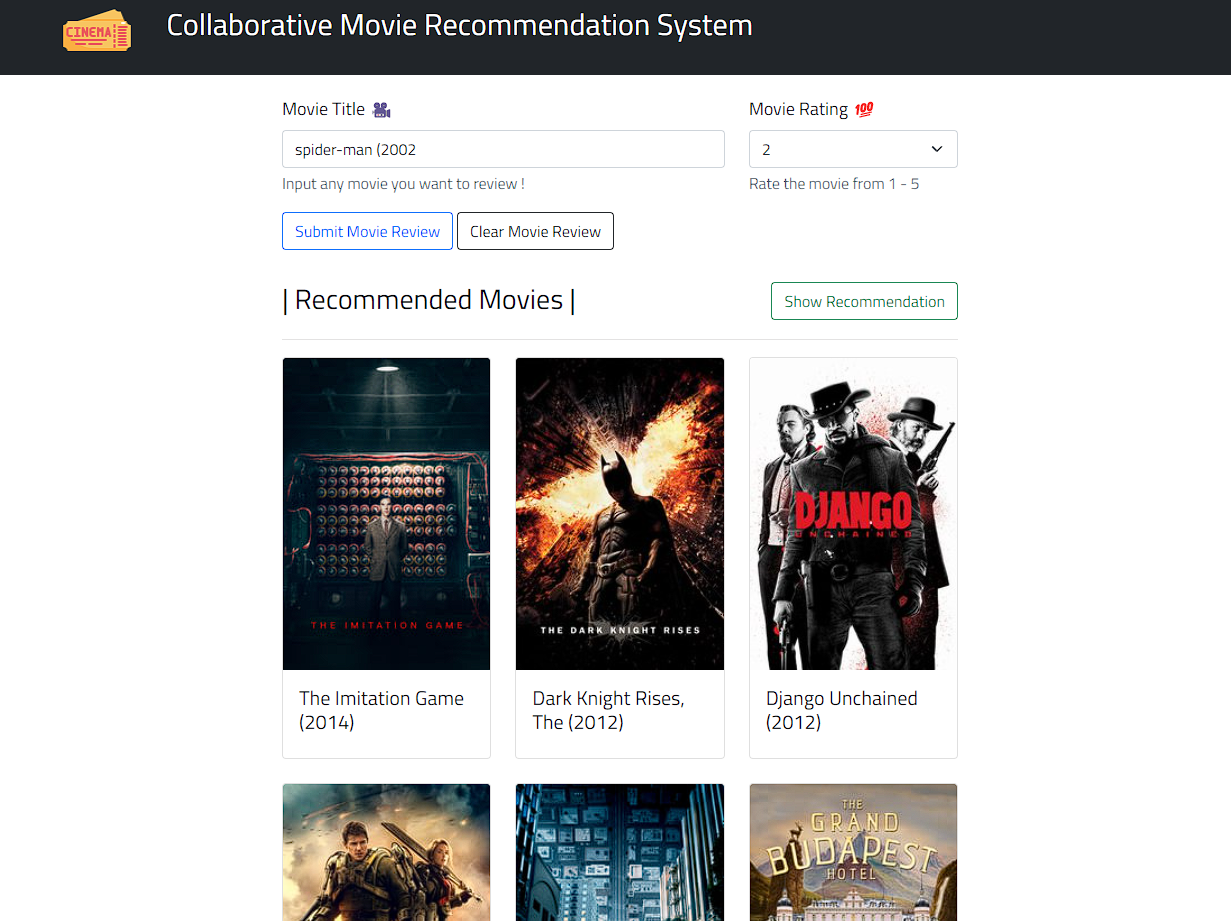 CINEMA
Collaborative Movie Recommendation System
Movie Title
Movie Rating 💯
spider-man (2002
2
Input any movie you want to review !
Rate the movie from 1 - 5
Submit Movie Review
Clear Movie Review
| Recommended Movies |
Show Recommendation
THE IMITATION GAME
THE DARK KNIGHT RISES
DJANGO
UNCHAINED
The Imitation Game
(2014)
Dark Knight Rises,
The (2012)
Django Unchained
(2012)
THE
GRAND
BUDAPEST
HOTEL